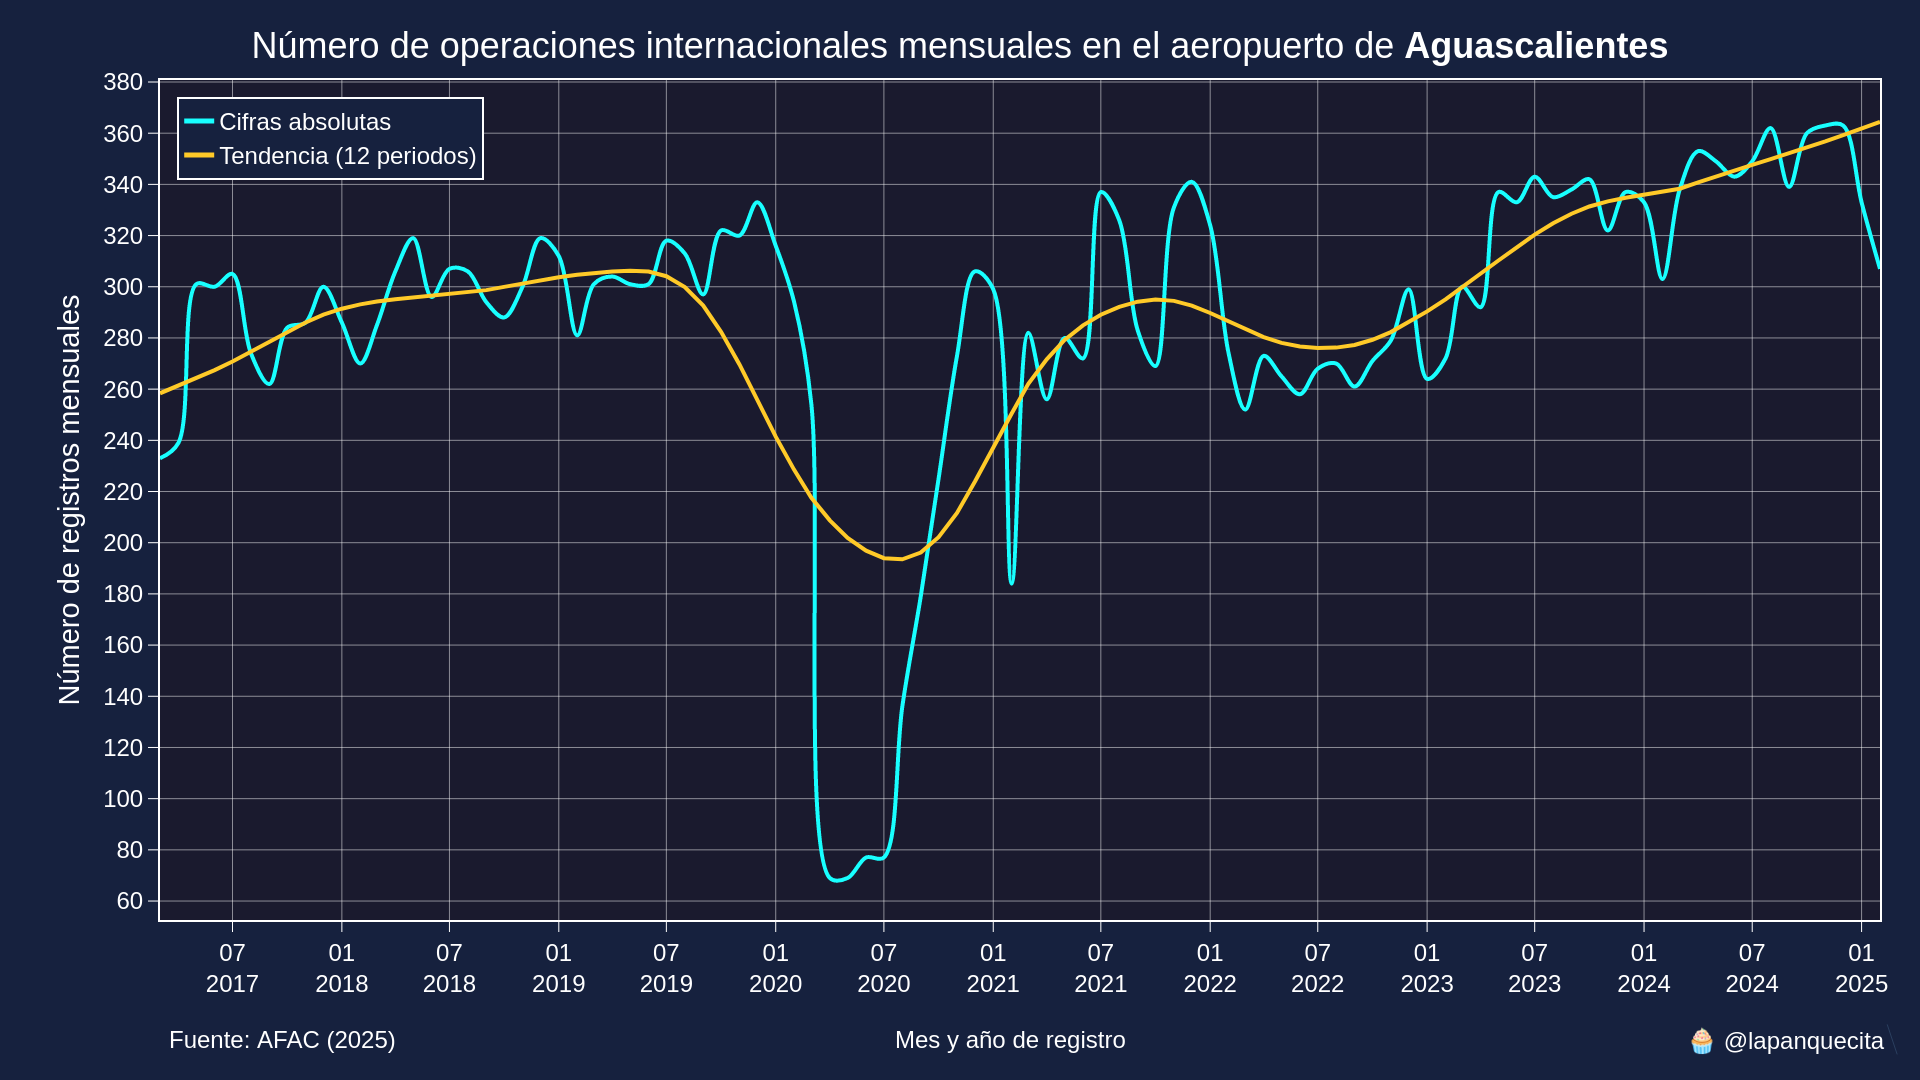 Número de operaciones internacionales mensuales en el aeropuerto de Aguascalientes
Cifras absolutas
Tendencia (12 periodos)
Número de registros mensuales
380
360
340
320
300
280
260
240
220
200
180
160
140
120
100
80
60
07 01 07 01 07 01 07 01 07 01 07 01 07 01 07 01
2017 2018 2018 2019 2019 2020 2020 2021 2021 2022 2022 2023 2023 2024 2024 2025
Fuente: AFAC (2025)
Mes y año de registro
🧁 @lapanquecita